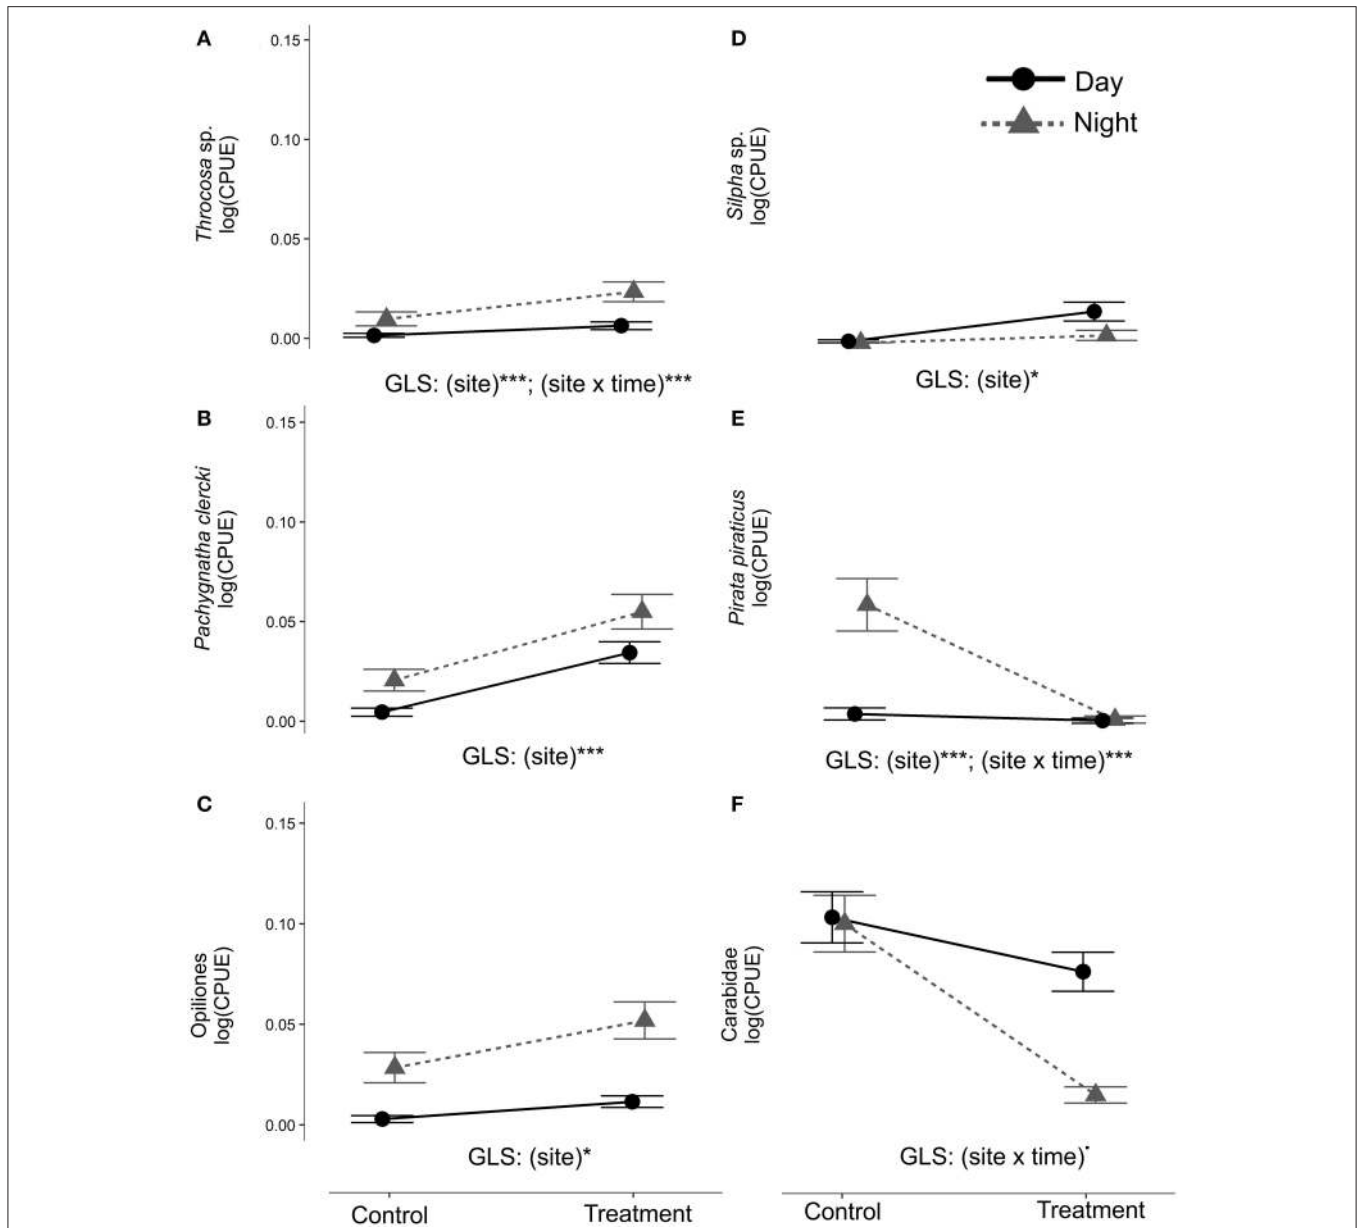 A
0.15
0.10
0.05
0.00
Throcosa sp.
log(CPUE)
GLS: (site)***; (site x time)***
D
Day
Night
Silpha sp.
log(CPUE)
GLS: (site)*
B
0.15
0.10
0.05
0.00
Pachygnatha clercki
log(CPUE)
GLS: (site)***
E
Pirata piraticus
log(CPUE)
GLS: (site)***; (site x time)***
C
0.15
0.10
0.05
0.00
Opiliones
log(CPUE)
GLS: (site)*
F
Carabidae
log(CPUE)
GLS: (site x time)˙
Control Treatment
Control Treatment